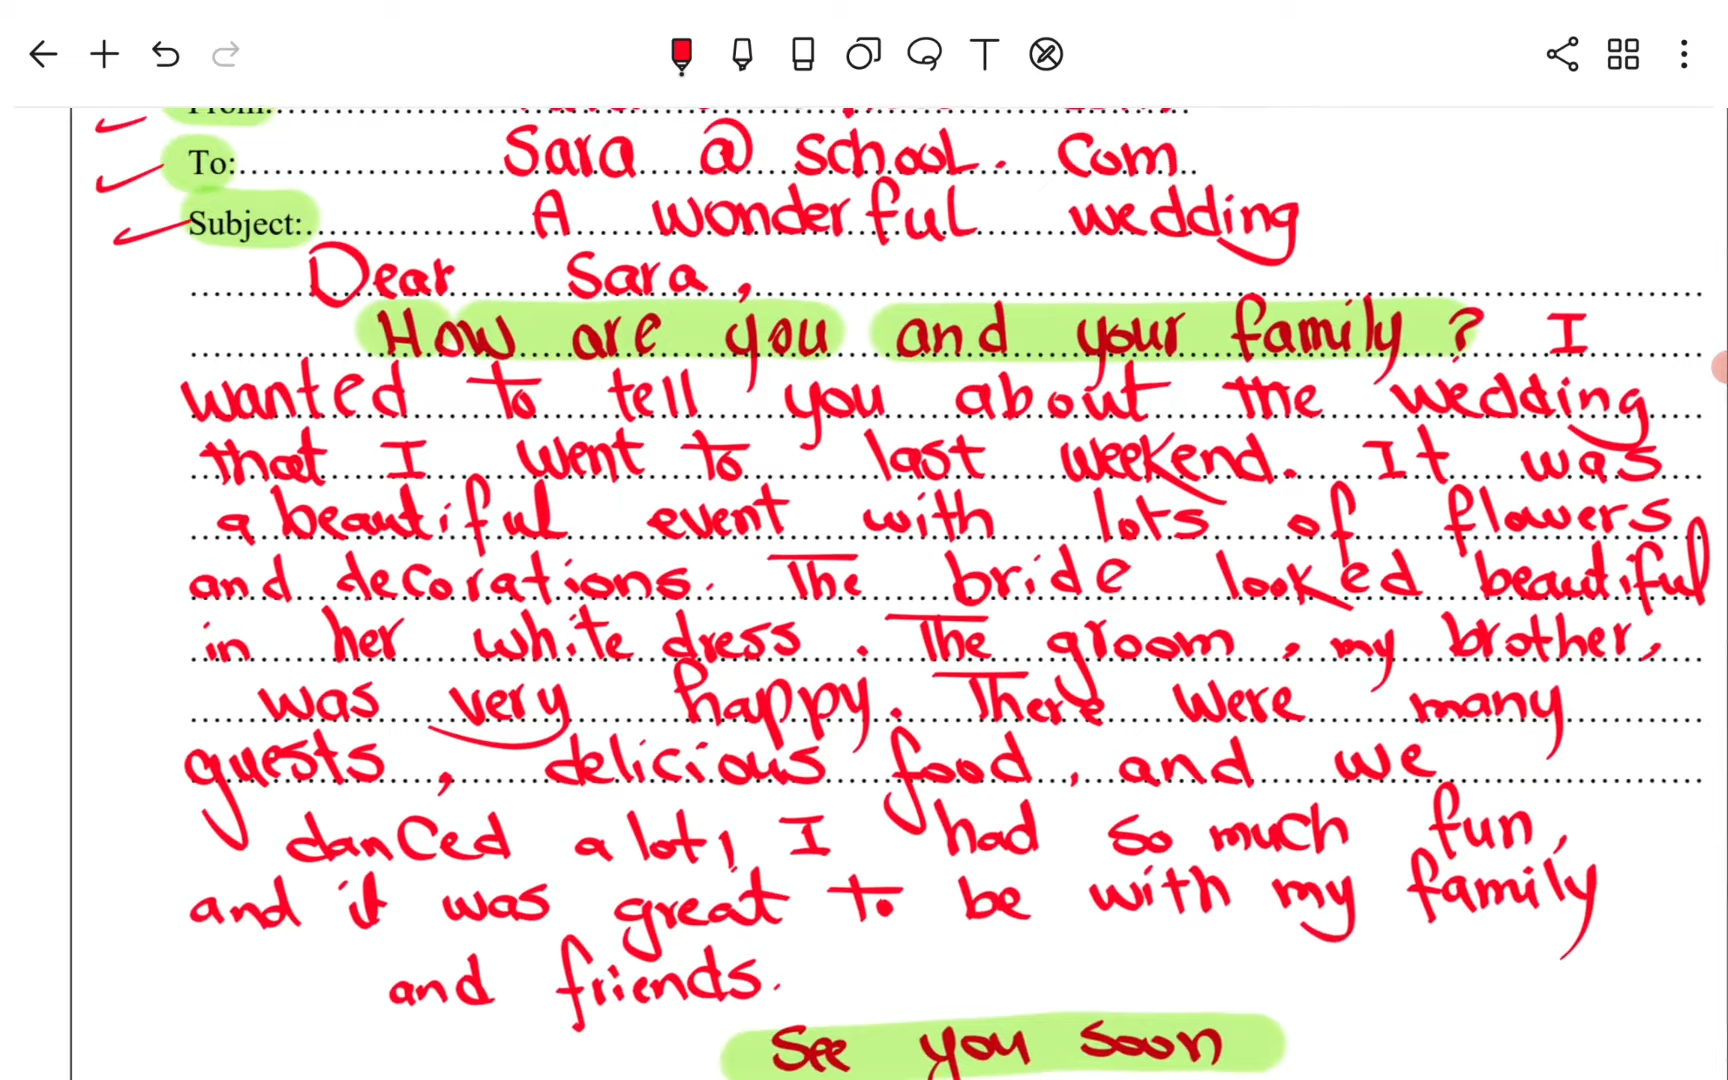 From:
To: Sara @ School. Com
Subject: A wonderful wedding
Dear Sara,
How are you and your family? I
wanted to tell you about the wedding
that I went to last weekend. It was
a beautiful event with lots of flowers
and decorations. The bride looked beautiful
in her white dress. The groom, my brother,
was very happy. There were many
guests, delicious food, and we
danced a lot, I had so much fun,
and it was great to be with my family
and friends.
See you soon